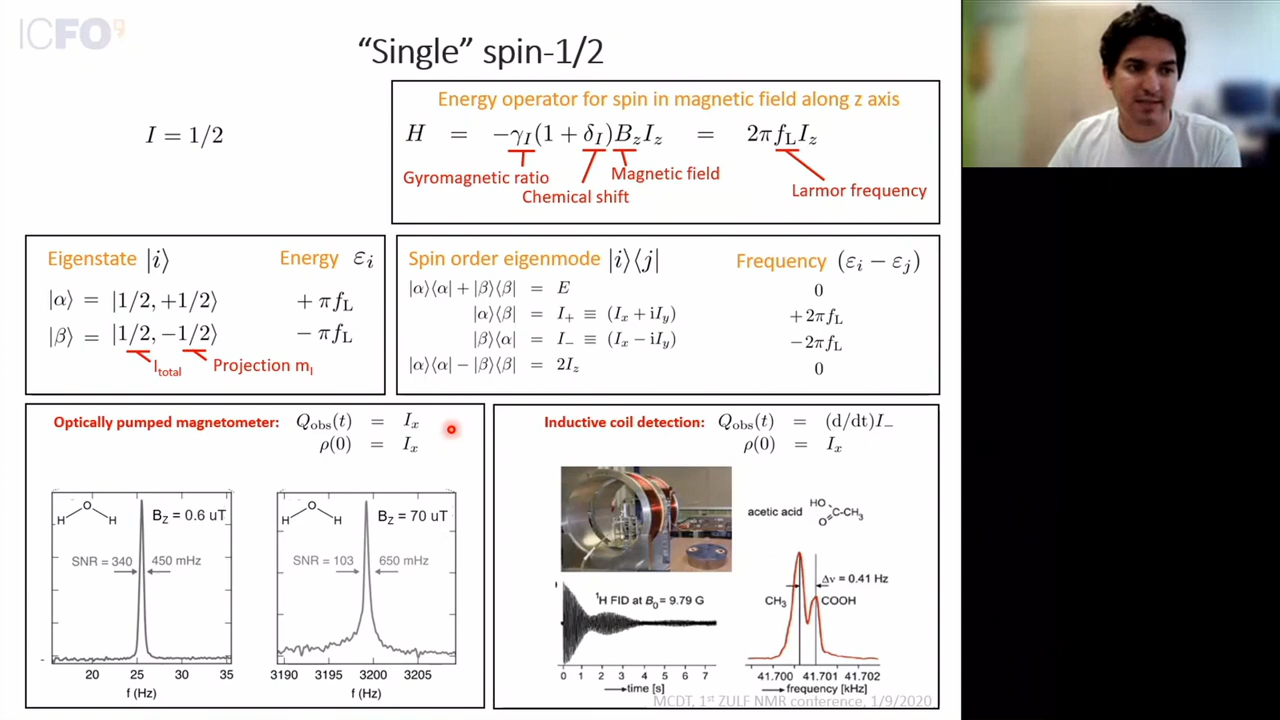 ICFO
“Single” spin-1/2
I = 1/2
Energy operator for spin in magnetic field along z axis
H = −γ_I(1 + δ_I)B_zI_z = 2πf_LI_z
Gyromagnetic ratio
Chemical shift
Magnetic field
Larmor frequency
Eigenstate |i⟩ Energy ε_i
|α⟩ = |1/2, +1/2⟩ + πf_L
|β⟩ = |1/2, −1/2⟩ − πf_L
I_total
Projection m_I
Spin order eigenmode |i⟩⟨j| Frequency (ε_i − ε_j)
|α⟩⟨α| + |β⟩⟨β| = E 0
|α⟩⟨β| = I_+ ≡ (I_x + iI_y) +2πf_L
|β⟩⟨α| = I_− ≡ (I_x − iI_y) −2πf_L
|α⟩⟨α| − |β⟩⟨β| = 2I_z 0
Optically pumped magnetometer: Q_obs(t) = I_x
ρ(0) = I_x
H O H
B_Z = 0.6 uT
SNR = 340 450 mHz
20 25 30 35
f (Hz)
H O H
B_Z = 70 uT
SNR = 103 650 mHz
3190 3195 3200 3205
f (Hz)
Inductive coil detection: Q_obs(t) = (d/dt)I_−
ρ(0) = I_x
¹H FID at B₀ = 9.79 G
0 1 2 3 4 5 6 7
time [s]
acetic acid HO O C-CH₃
Δν = 0.41 Hz
CH₃ COOH
41.700 41.701 41.702
frequency [kHz]
MCDT, 1st ZULF NMR conference, 1/9/2020